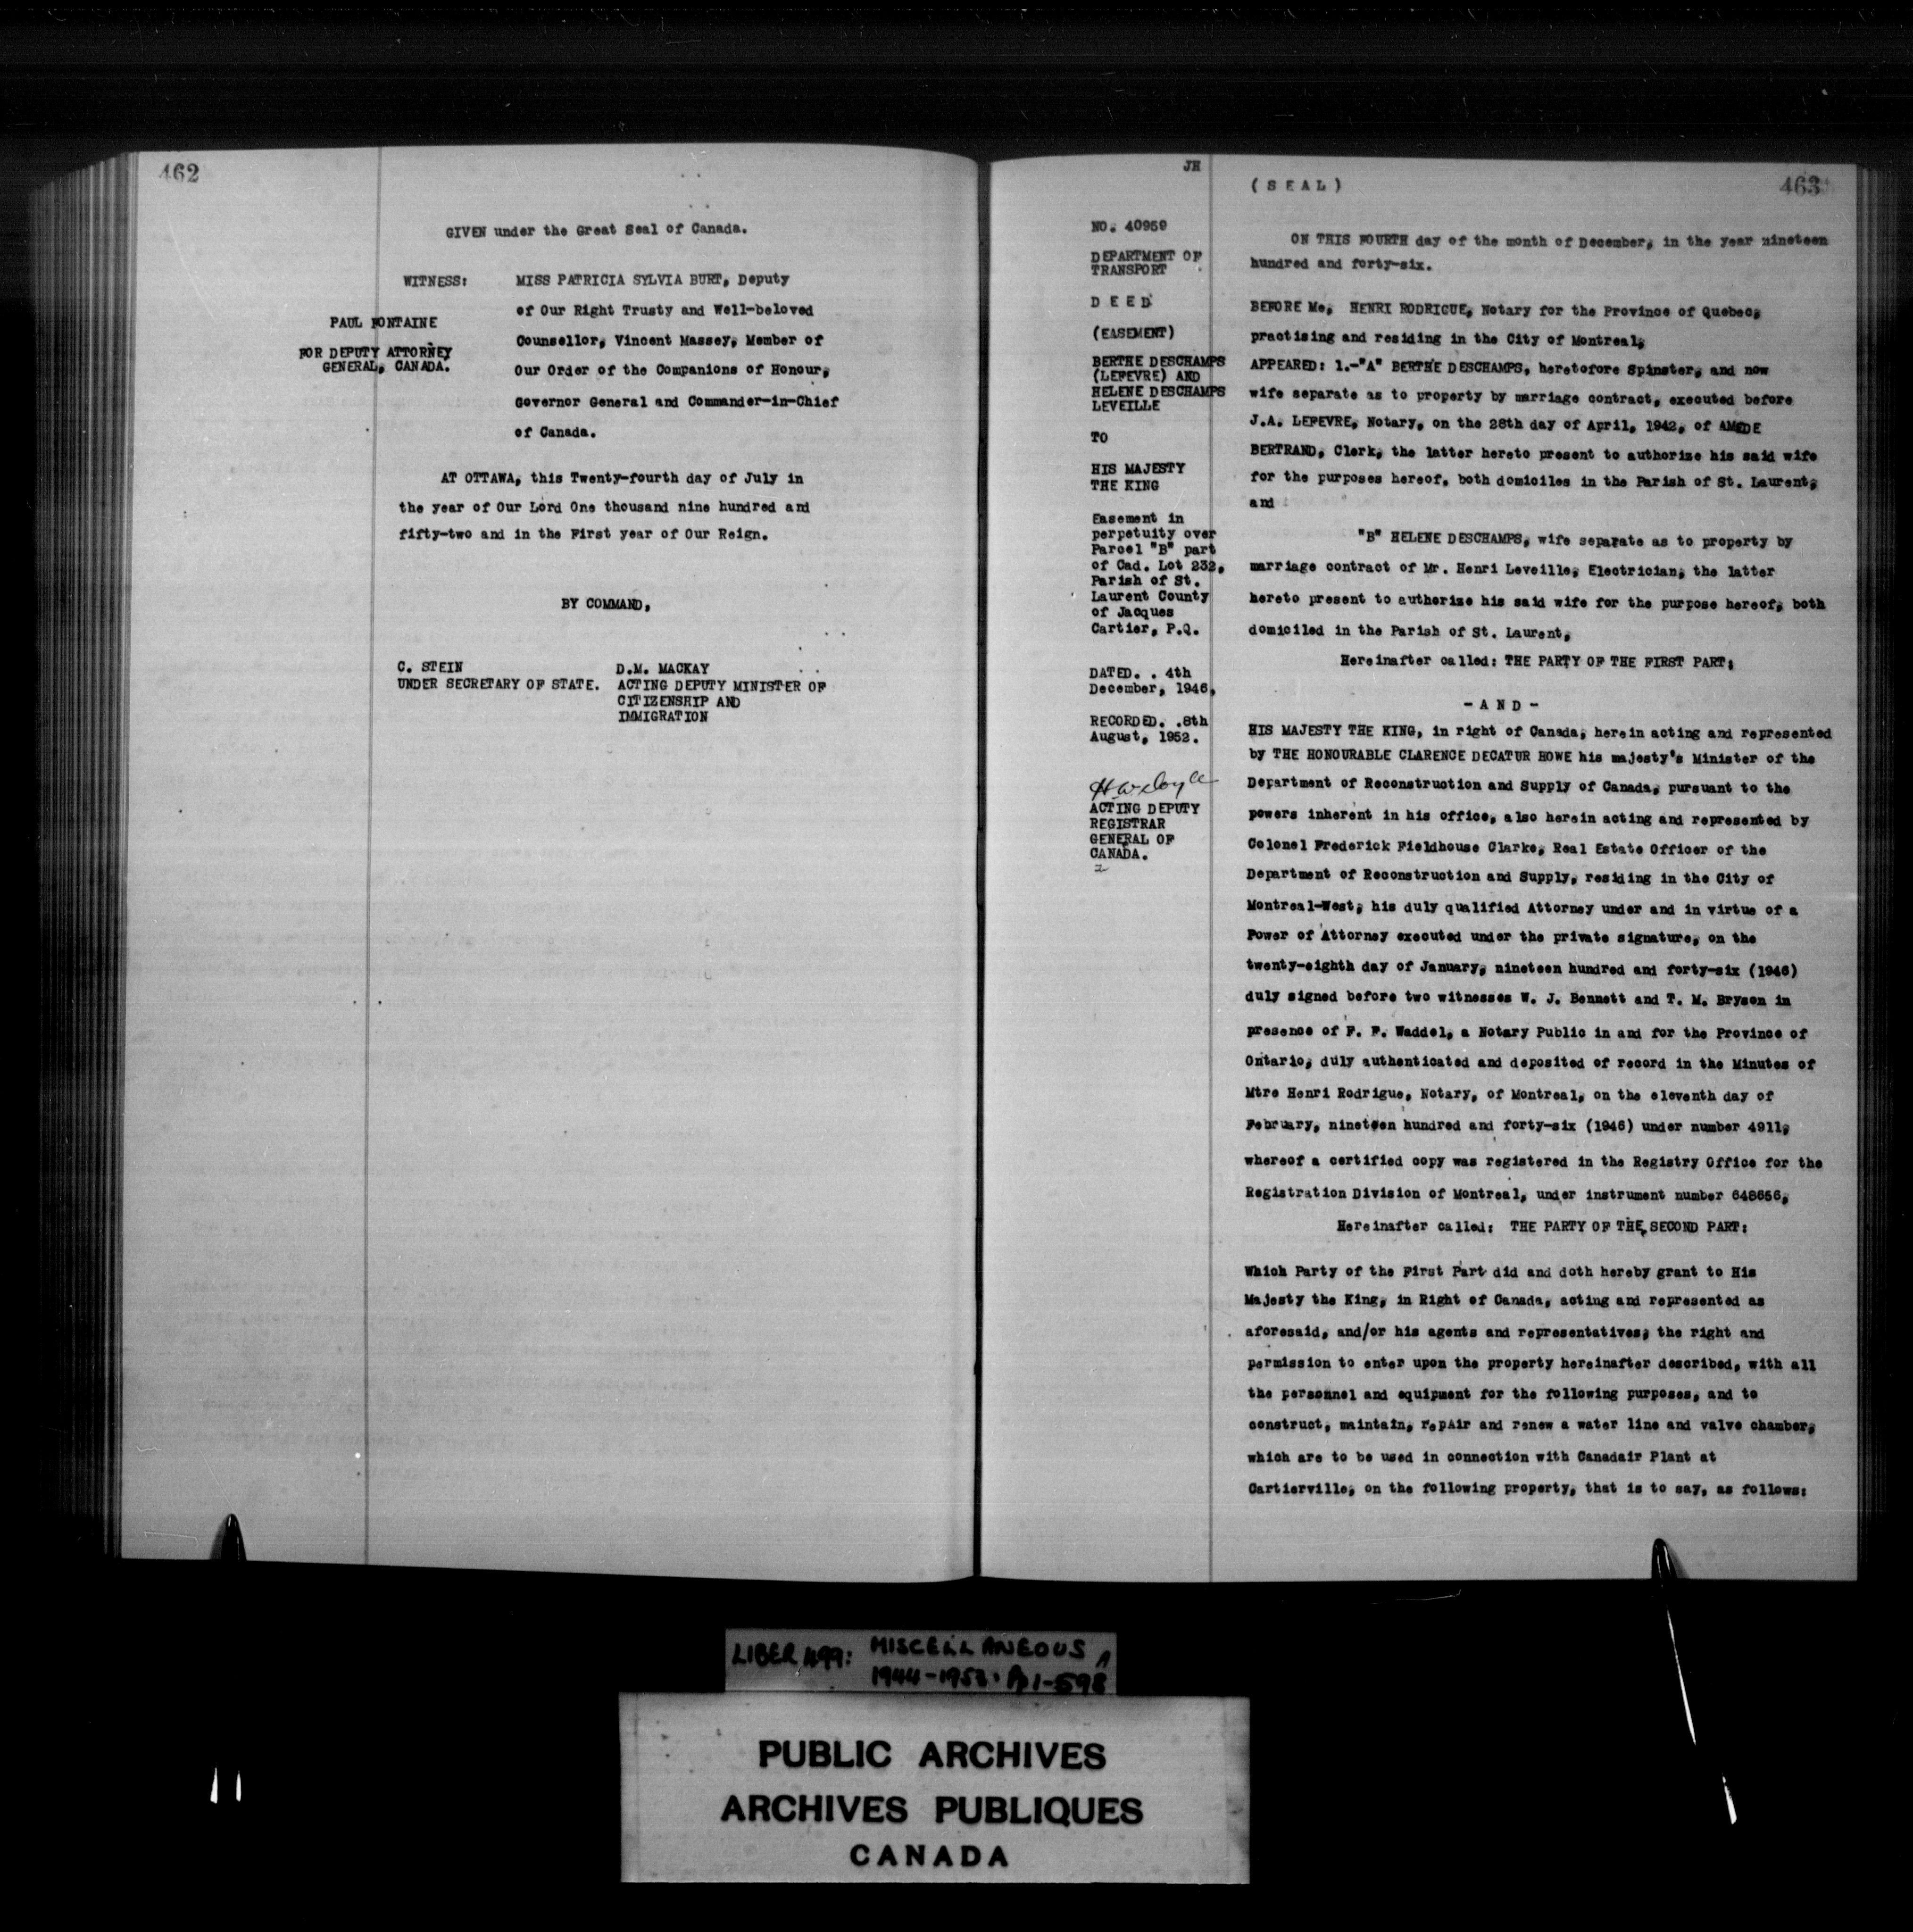 462
GIVEN under the Great Seal of Canada.
WITNESS: MISS PATRICIA SYLVIA BURT, Deputy
of Our Right Trusty and Well-beloved
Counsellor, Vincent Massey, Member of
Our Order of the Companions of Honour,
Governor General and Commander-in-Chief
of Canada.
PAUL FONTAINE
FOR DEPUTY ATTORNEY
GENERAL, CANADA.
AT OTTAWA, this Twenty-fourth day of July in
the year of Our Lord One thousand nine hundred and
fifty-two and in the First year of Our Reign.
BY COMMAND,
C. STEIN
UNDER SECRETARY OF STATE.
D.M. MACKAY
ACTING DEPUTY MINISTER OF
CITIZENSHIP AND
IMMIGRATION
JH
463
(SEAL)
NO. 40959
DEPARTMENT OF
TRANSPORT
DEED
(EASEMENT)
BERTHE DESCHAMPS
(LEFEVRE) AND
HELENE DESCHAMPS
LEVEILLE
TO
HIS MAJESTY
THE KING
Easement in
perpetuity over
Parcel "B" part
of Cad. Lot 232,
Parish of St.
Laurent County
of Jacques
Cartier, P.Q.
DATED. . 4th
December, 1946,
RECORDED. .8th
August, 1952.
ACTING DEPUTY
REGISTRAR
GENERAL OF
CANADA.
2
ON THIS FOURTH day of the month of December, in the year nineteen
hundred and forty-six.
BEFORE Me, HENRI RODRIGUE, Notary for the Province of Quebec,
practising and residing in the City of Montreal;
APPEARED: 1.-"A" BERTHE DESCHAMPS, heretofore Spinster, and now
wife separate as to property by marriage contract, executed before
J.A. LEFEVRE, Notary, on the 28th day of April, 1942, of AMEDE
BERTRAND, Clerk, the latter hereto present to authorize his said wife
for the purposes hereof, both domiciles in the Parish of St. Laurent;
and
"B" HELENE DESCHAMPS, wife separate as to property by
marriage contract of Mr. Henri Leveille, Electrician, the latter
hereto present to authorize his said wife for the purpose hereof, both
domiciled in the Parish of St. Laurent,
Hereinafter called: THE PARTY OF THE FIRST PART;
- A N D -
HIS MAJESTY THE KING, in right of Canada, herein acting and represented
by THE HONOURABLE CLARENCE DECATUR HOWE his majesty's Minister of the
Department of Reconstruction and Supply of Canada, pursuant to the
powers inherent in his office, also herein acting and represented by
Colonel Frederick Fieldhouse Clarke, Real Estate Officer of the
Department of Reconstruction and Supply, residing in the City of
Montreal-West, his duly qualified Attorney under and in virtue of a
Power of Attorney executed under the private signature, on the
twenty-eighth day of January, nineteen hundred and forty-six (1946)
duly signed before two witnesses W. J. Bennett and T. M. Bryson in
presence of F. F. Waddel, a Notary Public in and for the Province of
Ontario, duly authenticated and deposited of record in the Minutes of
Mtre Henri Rodrigue, Notary, of Montreal, on the eleventh day of
February, nineteen hundred and forty-six (1946) under number 4911,
whereof a certified copy was registered in the Registry Office for the
Registration Division of Montreal, under instrument number 648656,
Hereinafter called: THE PARTY OF THE SECOND PART:
Which Party of the First Part did and doth hereby grant to His
Majesty the King, in Right of Canada, acting and represented as
aforesaid, and/or his agents and representatives, the right and
permission to enter upon the property hereinafter described, with all
the personnel and equipment for the following purposes, and to
construct, maintain, repair and renew a water line and valve chamber,
which are to be used in connection with Canadair Plant at
Cartierville, on the following property, that is to say, as follows:
LIBER 499: MISCELLANEOUS
1944-1952. Pp 1-598
PUBLIC ARCHIVES
ARCHIVES PUBLIQUES
CANADA